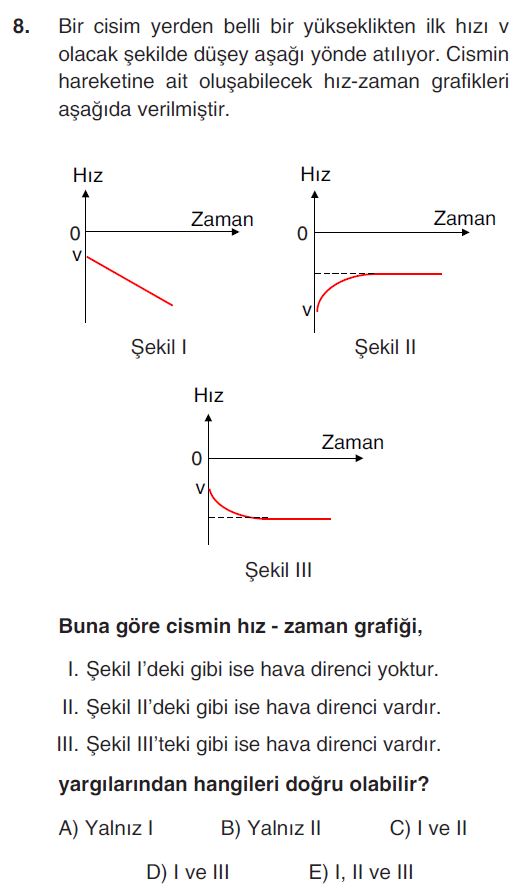 8. Bir cisim yerden belli bir yükseklikten ilk hızı v
olacak şekilde düşey aşağı yönde atılıyor. Cismin
hareketine ait oluşabilecek hız-zaman grafikleri
aşağıda verilmiştir.
Hız
Zaman
0
v
Şekil I
Hız
Zaman
0
v
Şekil II
Hız
Zaman
0
v
Şekil III
Buna göre cismin hız - zaman grafiği,
I. Şekil I’deki gibi ise hava direnci yoktur.
II. Şekil II’deki gibi ise hava direnci vardır.
III. Şekil III’teki gibi ise hava direnci vardır.
yargılarından hangileri doğru olabilir?
A) Yalnız I B) Yalnız II C) I ve II
D) I ve III E) I, II ve III